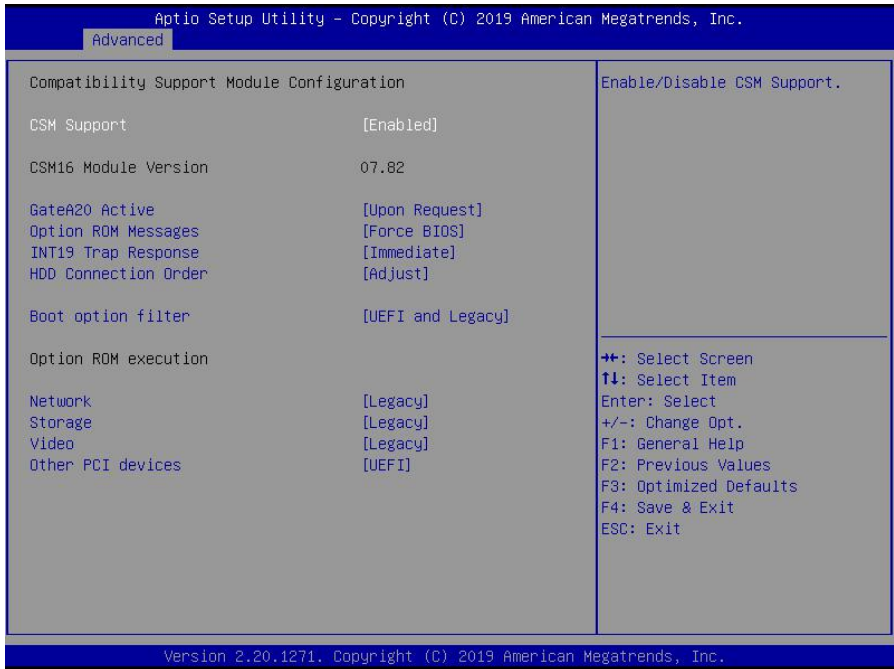 Aptio Setup Utility – Copyright (C) 2019 American Megatrends, Inc.
Advanced
Compatibility Support Module Configuration
CSM Support [Enabled]
CSM16 Module Version 07.82
GateA20 Active [Upon Request]
Option ROM Messages [Force BIOS]
INT19 Trap Response [Immediate]
HDD Connection Order [Adjust]
Boot option filter [UEFI and Legacy]
Option ROM execution
Network [Legacy]
Storage [Legacy]
Video [Legacy]
Other PCI devices [UEFI]
Enable/Disable CSM Support.
→←: Select Screen
↑↓: Select Item
Enter: Select
+/-: Change Opt.
F1: General Help
F2: Previous Values
F3: Optimized Defaults
F4: Save & Exit
ESC: Exit
Version 2.20.1271. Copyright (C) 2019 American Megatrends, Inc.